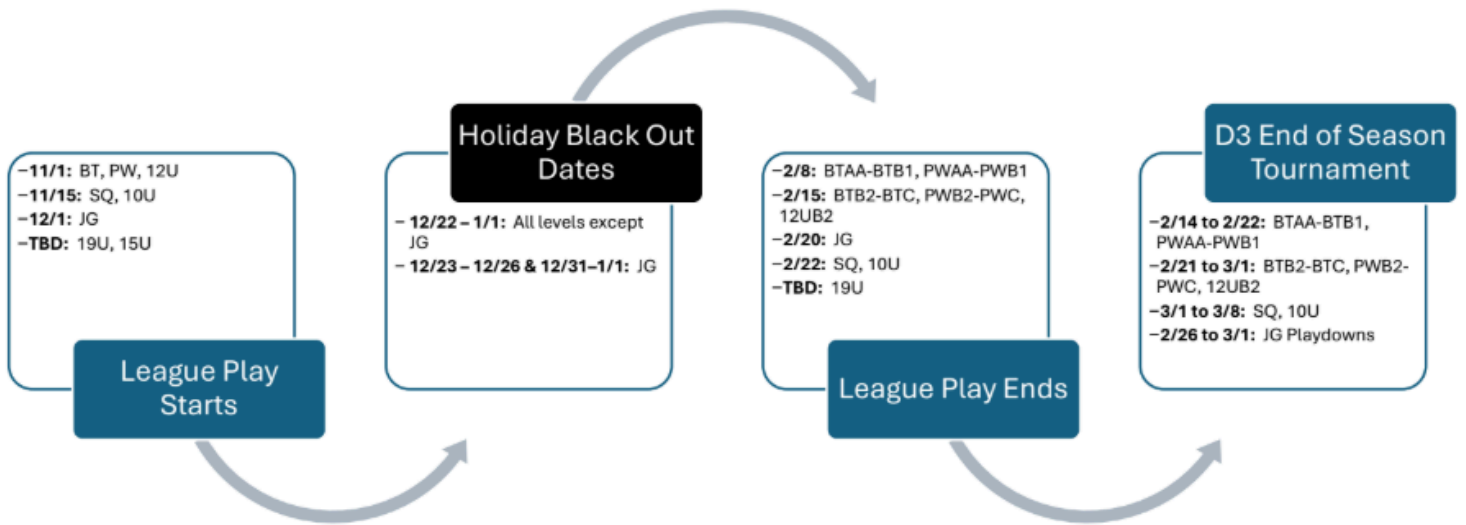 –11/1: BT, PW, 12U
–11/15: SQ, 10U
–12/1: JG
–TBD: 19U, 15U
League Play
Starts
Holiday Black Out
Dates
– 12/22 – 1/1: All levels except
JG
– 12/23 – 12/26 & 12/31–1/1: JG
–2/8: BTAA-BTB1, PWAA-PWB1
–2/15: BTB2-BTC, PWB2-PWC,
12UB2
–2/20: JG
–2/22: SQ, 10U
–TBD: 19U
League Play Ends
D3 End of Season
Tournament
–2/14 to 2/22: BTAA-BTB1,
PWAA-PWB1
–2/21 to 3/1: BTB2-BTC, PWB2-
PWC, 12UB2
–3/1 to 3/8: SQ, 10U
–2/26 to 3/1: JG Playdowns